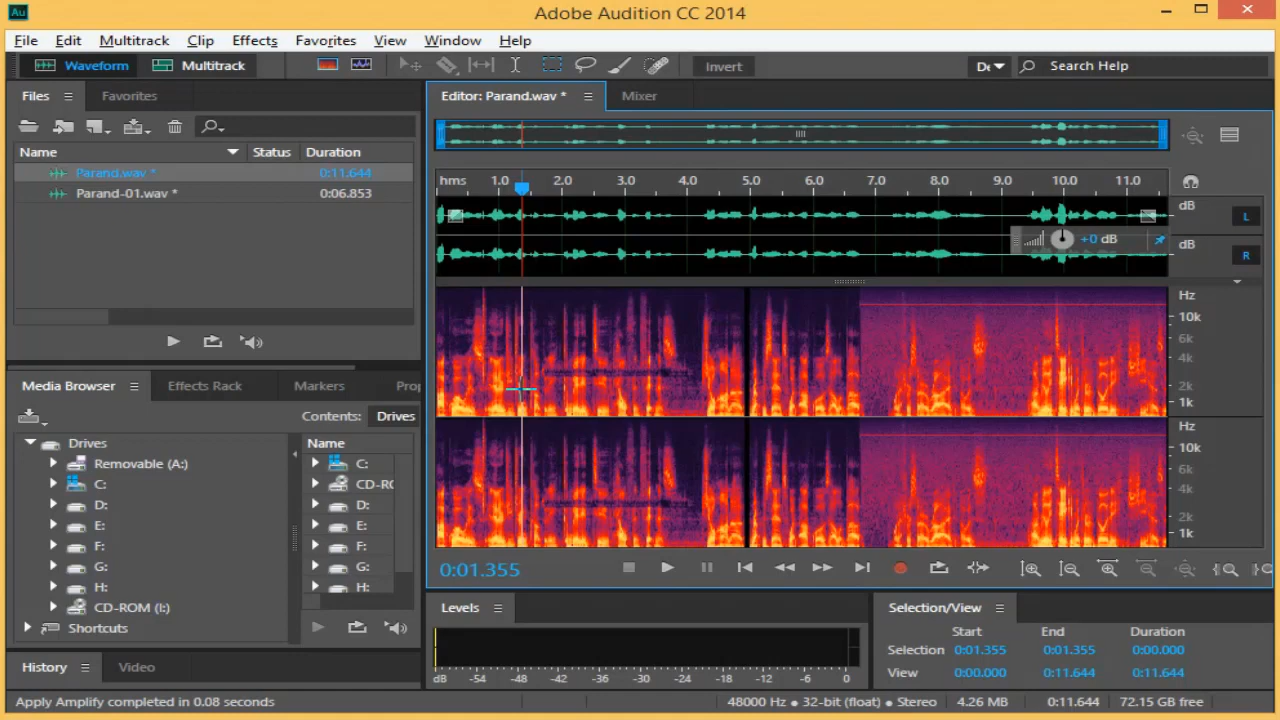 Au
Adobe Audition CC 2014
File Edit Multitrack Clip Effects Favorites View Window Help
Waveform Multitrack Invert Search Help
Files Favorites
Name Status Duration
Parand.wav * 0:11.644
Parand-01.wav * 0:06.853
Media Browser Effects Rack Markers
Contents: Drives
Drives
Removable (A:)
C:
D:
E:
F:
G:
H:
CD-ROM (I:)
Shortcuts
Name
C:
D:
E:
F:
G:
H:
History Video
Editor: Parand.wav * Mixer
hms 1.0 2.0 3.0 4.0 5.0 6.0 7.0 8.0 9.0 10.0 11.0
dB
L
+0 dB
dB
R
Hz
10k
6k
4k
2k
1k
Hz
10k
6k
4k
2k
1k
0:01.355
Levels
dB -54 -48 -42 -36 -30 -24 -18 -12 -6 0
Selection/View
Start End Duration
Selection 0:01.355 0:01.355 0:00.000
View 0:00.000 0:11.644 0:11.644
Apply Amplify completed in 0.08 seconds
48000 Hz ● 32-bit (float) ● Stereo 4.26 MB 0:11.644 72.15 GB free